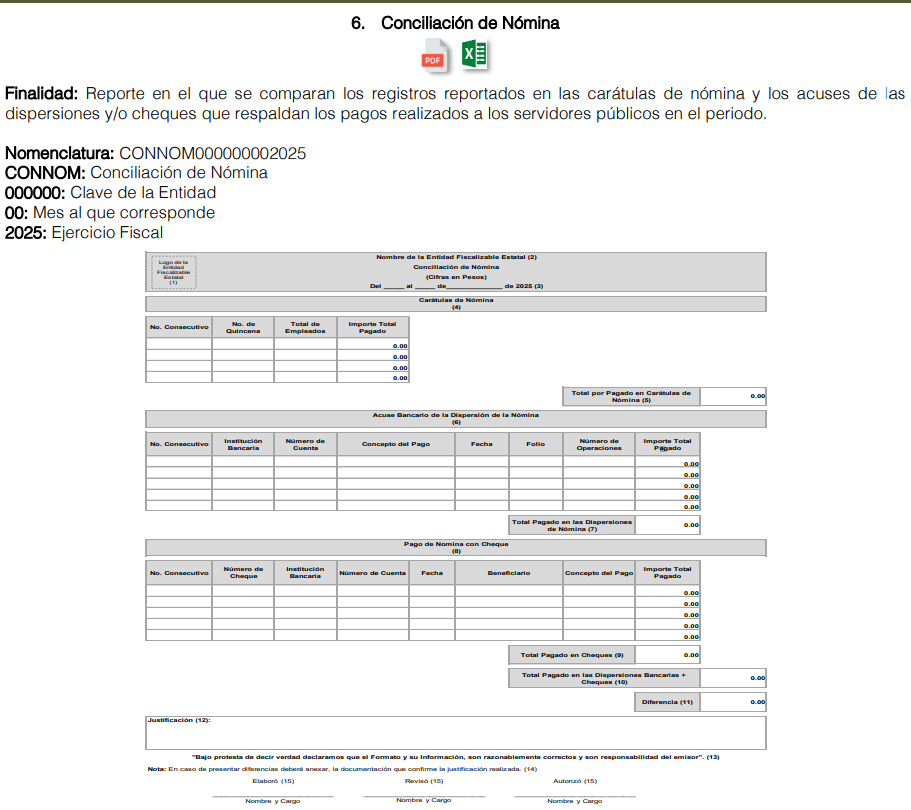 6. Conciliación de Nómina
PDF X
Finalidad: Reporte en el que se comparan los registros reportados en las carátulas de nómina y los acuses de las
dispersiones y/o cheques que respaldan los pagos realizados a los servidores públicos en el periodo.
Nomenclatura: CONNOM000000002025
CONNOM: Conciliación de Nómina
000000: Clave de la Entidad
00: Mes al que corresponde
2025: Ejercicio Fiscal
Logo de la
Entidad
Fiscalizable
Estatal
(1)
Nombre de la Entidad Fiscalizable Estatal (2)
Conciliación de Nómina
(Cifras en Pesos)
Del _____ al _____ de______________ de 2025 (3)
Carátulas de Nómina
(4)
No. Consecutivo No. de Quincena Total de Empleados Importe Total Pagado
0.00
0.00
0.00
0.00
Total por Pagado en Carátulas de Nómina (5) 0.00
Acuse Bancario de la Dispersión de la Nómina
(6)
No. Consecutivo Institución Bancaria Número de Cuenta Concepto del Pago Fecha Folio Número de Operaciones Importe Total Pagado
0.00
0.00
0.00
0.00
0.00
Total Pagado en las Dispersiones de Nómina (7) 0.00
Pago de Nomina con Cheque
(8)
No. Consecutivo Número de Cheque Institución Bancaria Número de Cuenta Fecha Beneficiario Concepto del Pago Importe Total Pagado
0.00
0.00
0.00
0.00
0.00
Total Pagado en Cheques (9) 0.00
Total Pagado en las Dispersiones Bancarias + Cheques (10) 0.00
Diferencia (11) 0.00
Justificación (12):
"Bajo protesta de decir verdad declaramos que el Formato y su Información, son razonablemente correctos y son responsabilidad del emisor". (13)
Nota: En caso de presentar diferencias deberá anexar, la documentación que confirme la justificación realizada. (14)
Elaboró (15) Revisó (15) Autorizó (15)
Nombre y Cargo Nombre y Cargo Nombre y Cargo